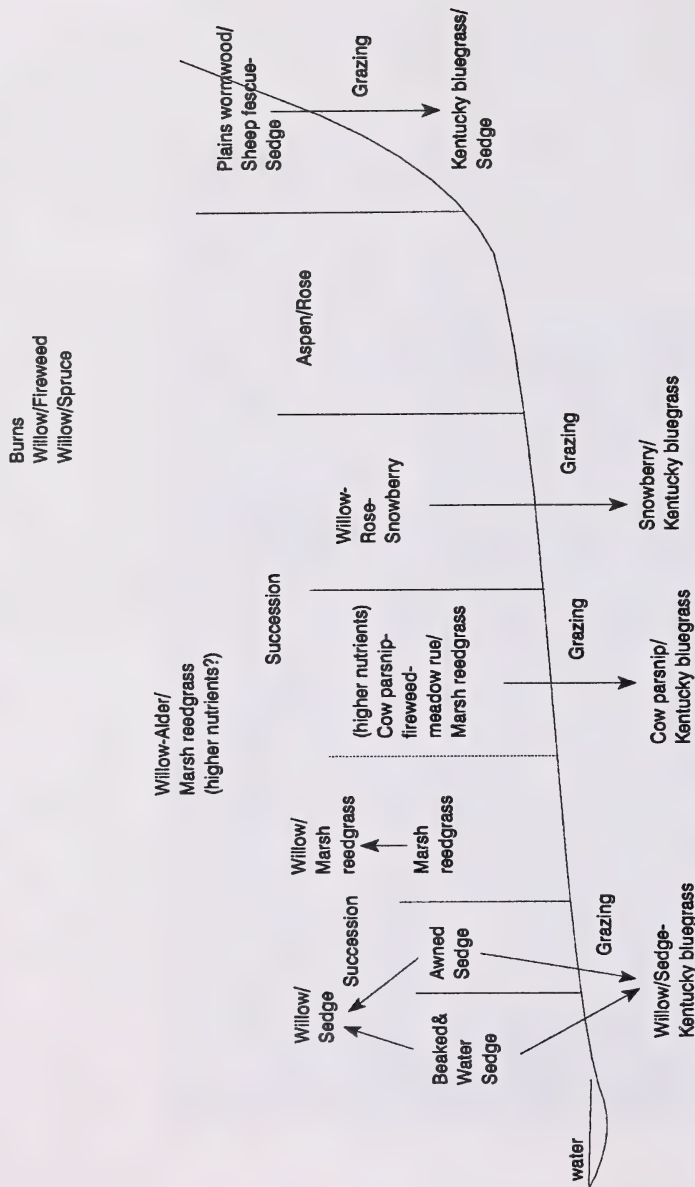 Burns
Willow/Fireweed
Willow/Spruce
Willow-Alder/
Marsh reedgrass
(higher nutrients?)
Succession
Plains wormwood/
Sheep fescue-
Sedge
Grazing
Kentucky bluegrass/
Sedge
Aspen/Rose
Willow-
Rose-
Snowberry
Grazing
Snowberry/
Kentucky bluegrass
(higher nutrients)
Cow parsnip-
fireweed-
meadow rue/
Marsh reedgrass
Grazing
Cow parsnip/
Kentucky bluegrass
Willow/
Marsh
reedgrass
Marsh
reedgrass
Willow/
Sedge
Succession
Awned
Sedge
Beaked&
Water
Sedge
Grazing
Willow/Sedge-
Kentucky bluegrass
water